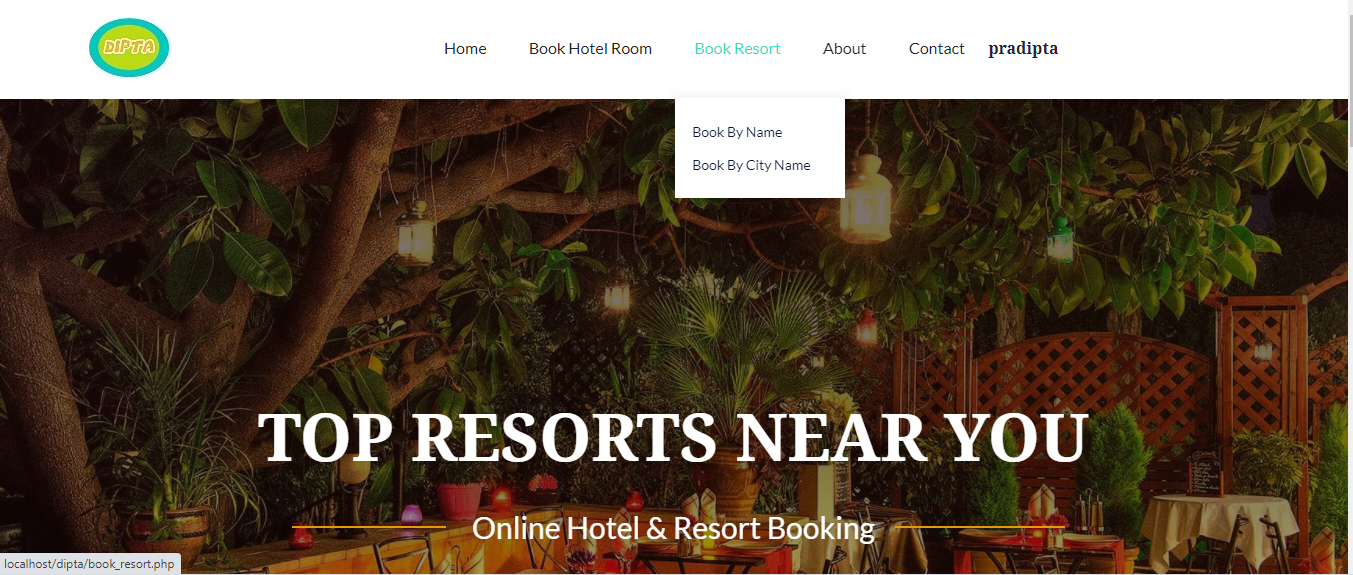 DIPTA
Home Book Hotel Room Book Resort About Contact pradipta
Book By Name
Book By City Name
TOP RESORTS NEAR YOU
Online Hotel & Resort Booking
localhost/dipta/book_resort.php